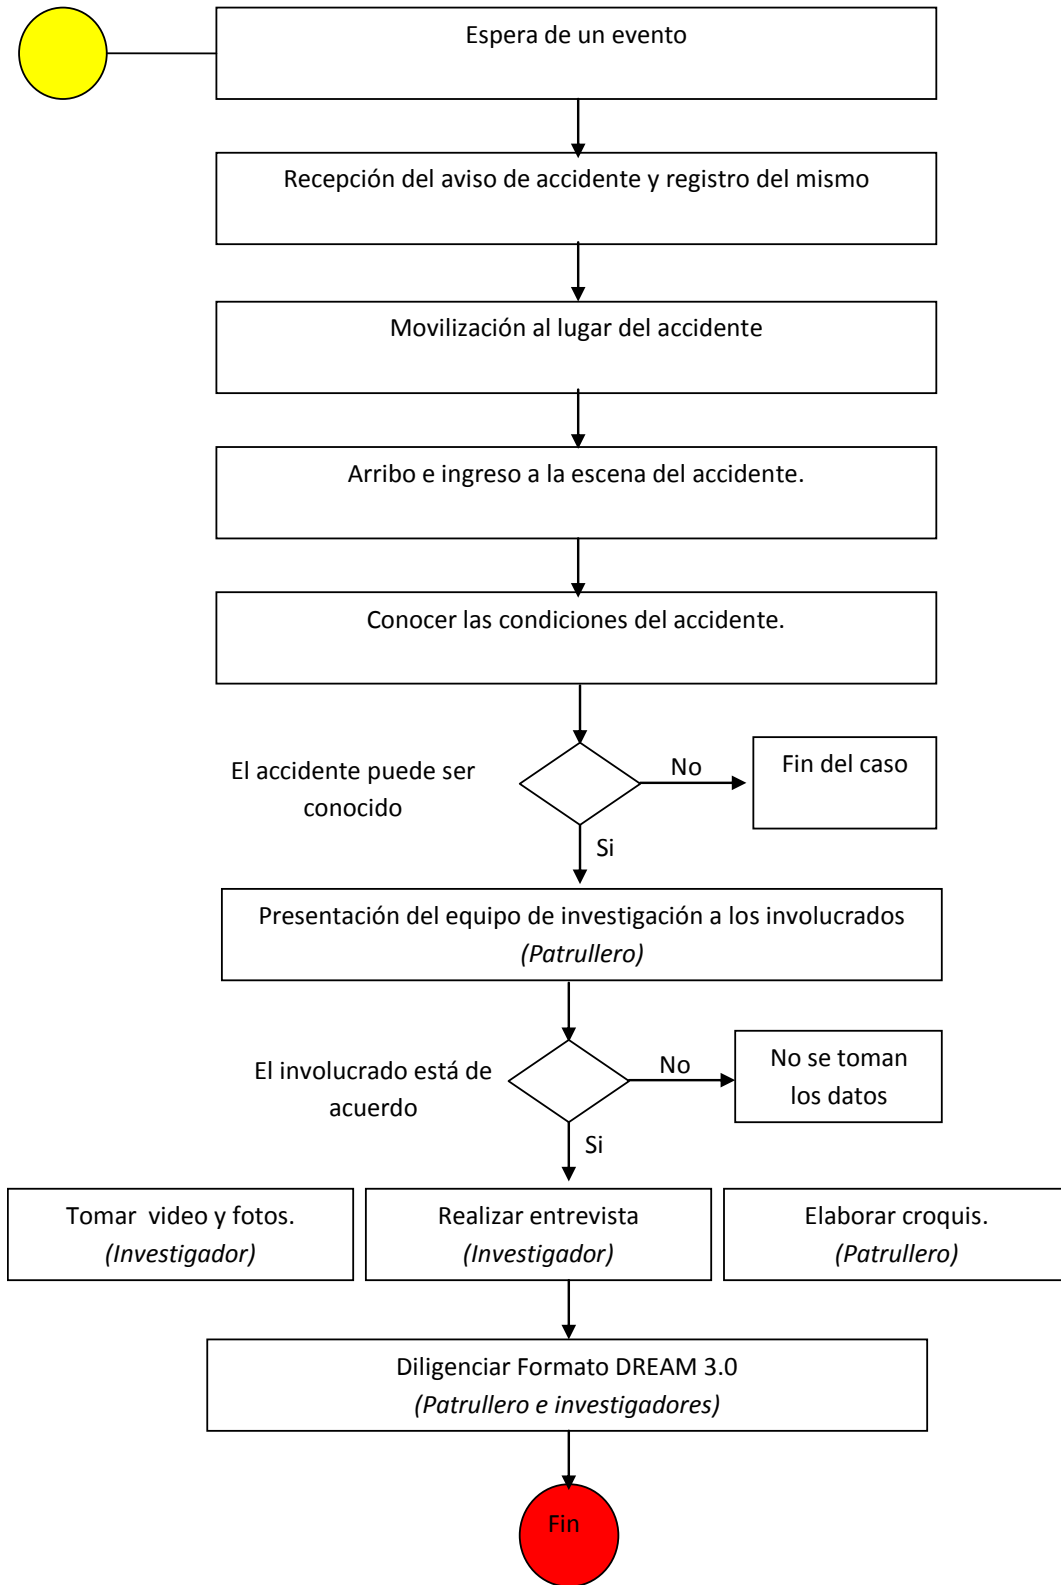 Espera de un evento
Recepción del aviso de accidente y registro del mismo
Movilización al lugar del accidente
Arribo e ingreso a la escena del accidente.
Conocer las condiciones del accidente.
El accidente puede ser
conocido
No
Fin del caso
Si
Presentación del equipo de investigación a los involucrados
(Patrullero)
El involucrado está de
acuerdo
No
No se toman
los datos
Si
Tomar  video y fotos.
(Investigador)
Realizar entrevista
(Investigador)
Elaborar croquis.
(Patrullero)
Diligenciar Formato DREAM 3.0
(Patrullero e investigadores)
Fin